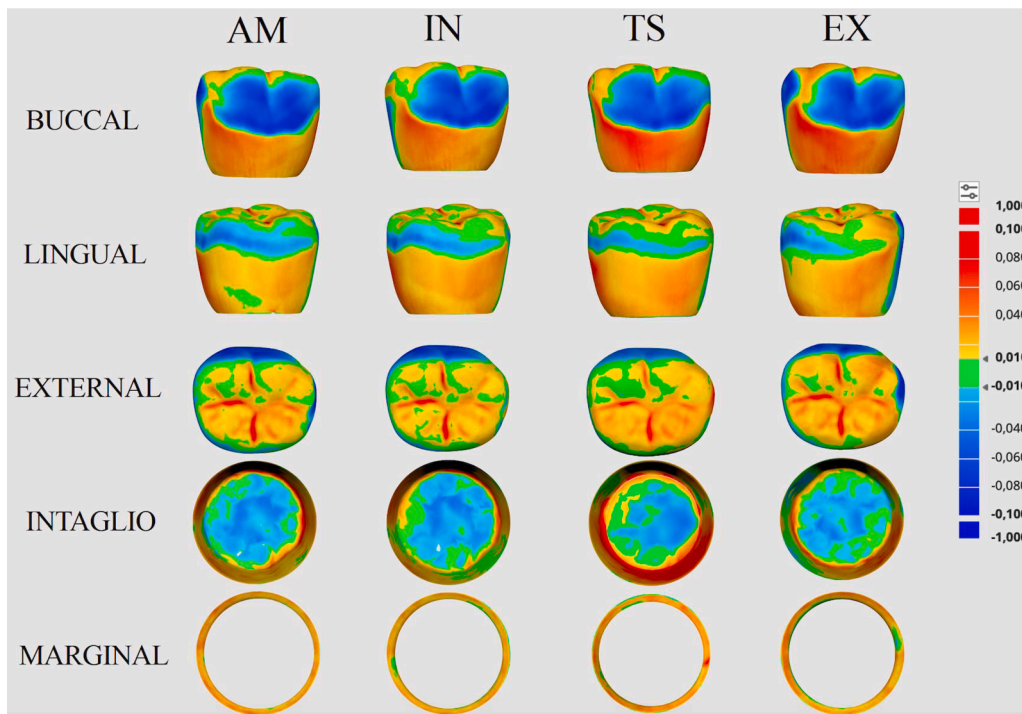 AM IN TS EX
BUCCAL
LINGUAL
EXTERNAL
INTAGLIO
MARGINAL
1,000
0,100
0,080
0,060
0,040
0,010
-0,010
-0,040
-0,060
-0,080
-0,100
-1,000